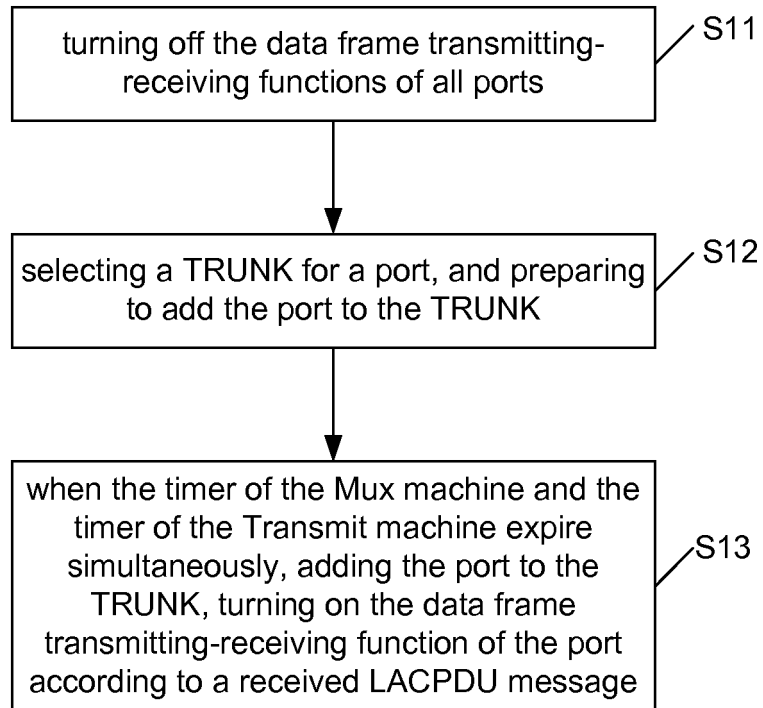 turning off the data frame transmitting-
receiving functions of all ports
S11
selecting a TRUNK for a port, and preparing
to add the port to the TRUNK
S12
when the timer of the Mux machine and the
timer of the Transmit machine expire
simultaneously, adding the port to the
TRUNK, turning on the data frame
transmitting-receiving function of the port
according to a received LACPDU message
S13